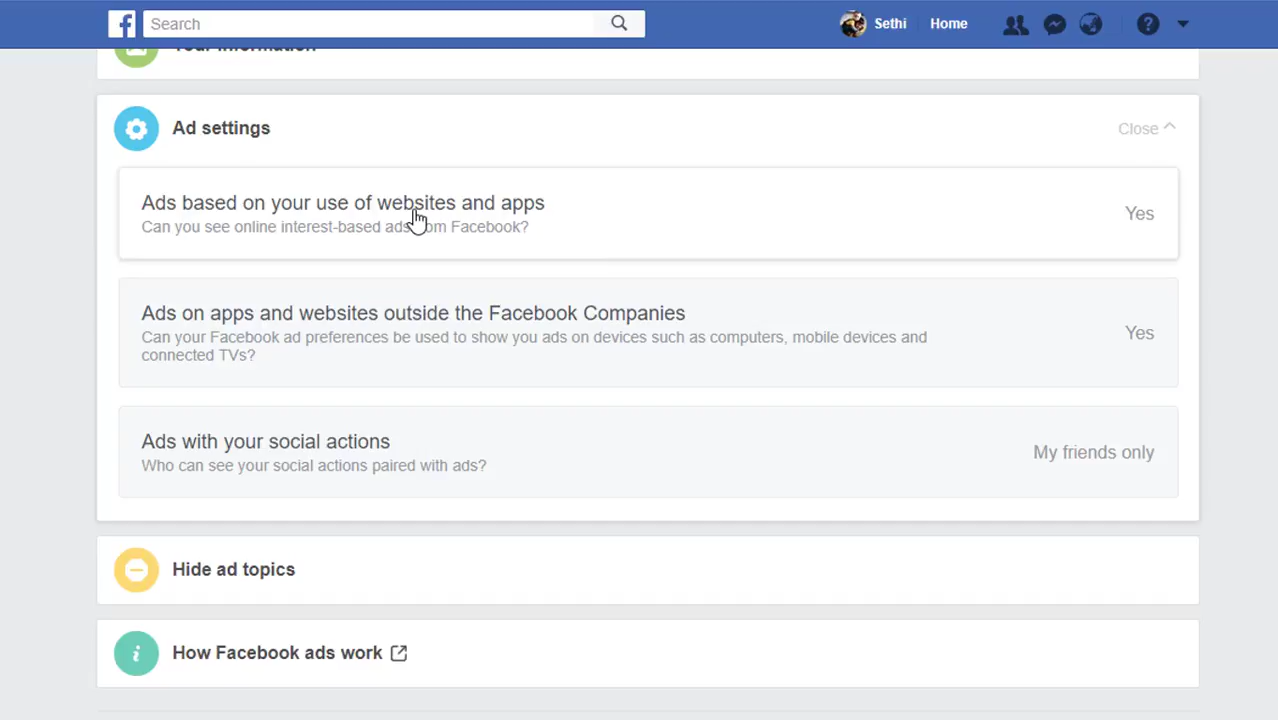 Search
Sethi
Home
Your information
Ad settings
Close
Ads based on your use of websites and apps
Can you see online interest-based ads from Facebook?
Yes
Ads on apps and websites outside the Facebook Companies
Can your Facebook ad preferences be used to show you ads on devices such as computers, mobile devices and
connected TVs?
Yes
Ads with your social actions
Who can see your social actions paired with ads?
My friends only
Hide ad topics
How Facebook ads work